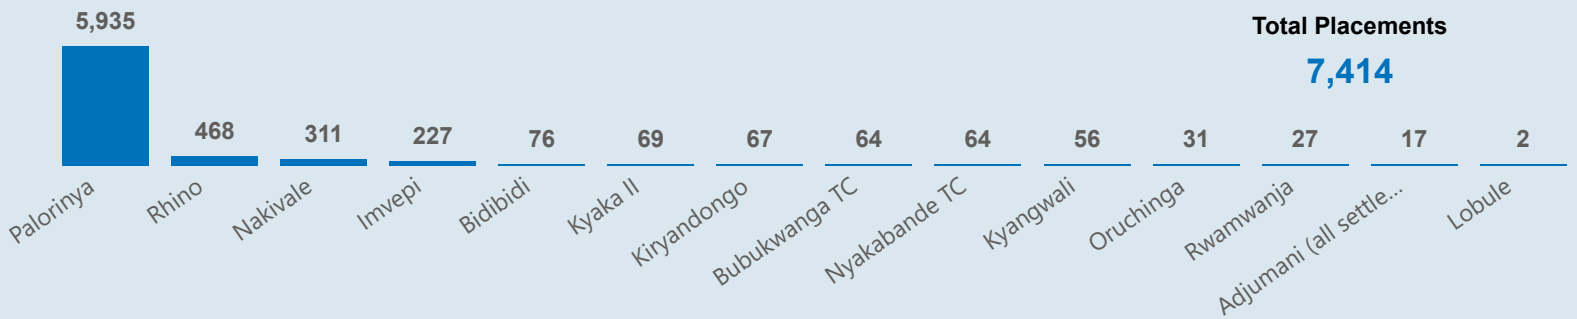 Total Placements
7,414
5,935
468
311
227
76
69
67
64
64
56
31
27
17
2
Palorinya
Rhino
Nakivale
Imvepi
Bidibidi
Kyaka II
Kiryandongo
Bubukwanga TC
Nyakabande TC
Kyangwali
Oruchinga
Rwamwanja
Adjumani (all settle...
Lobule